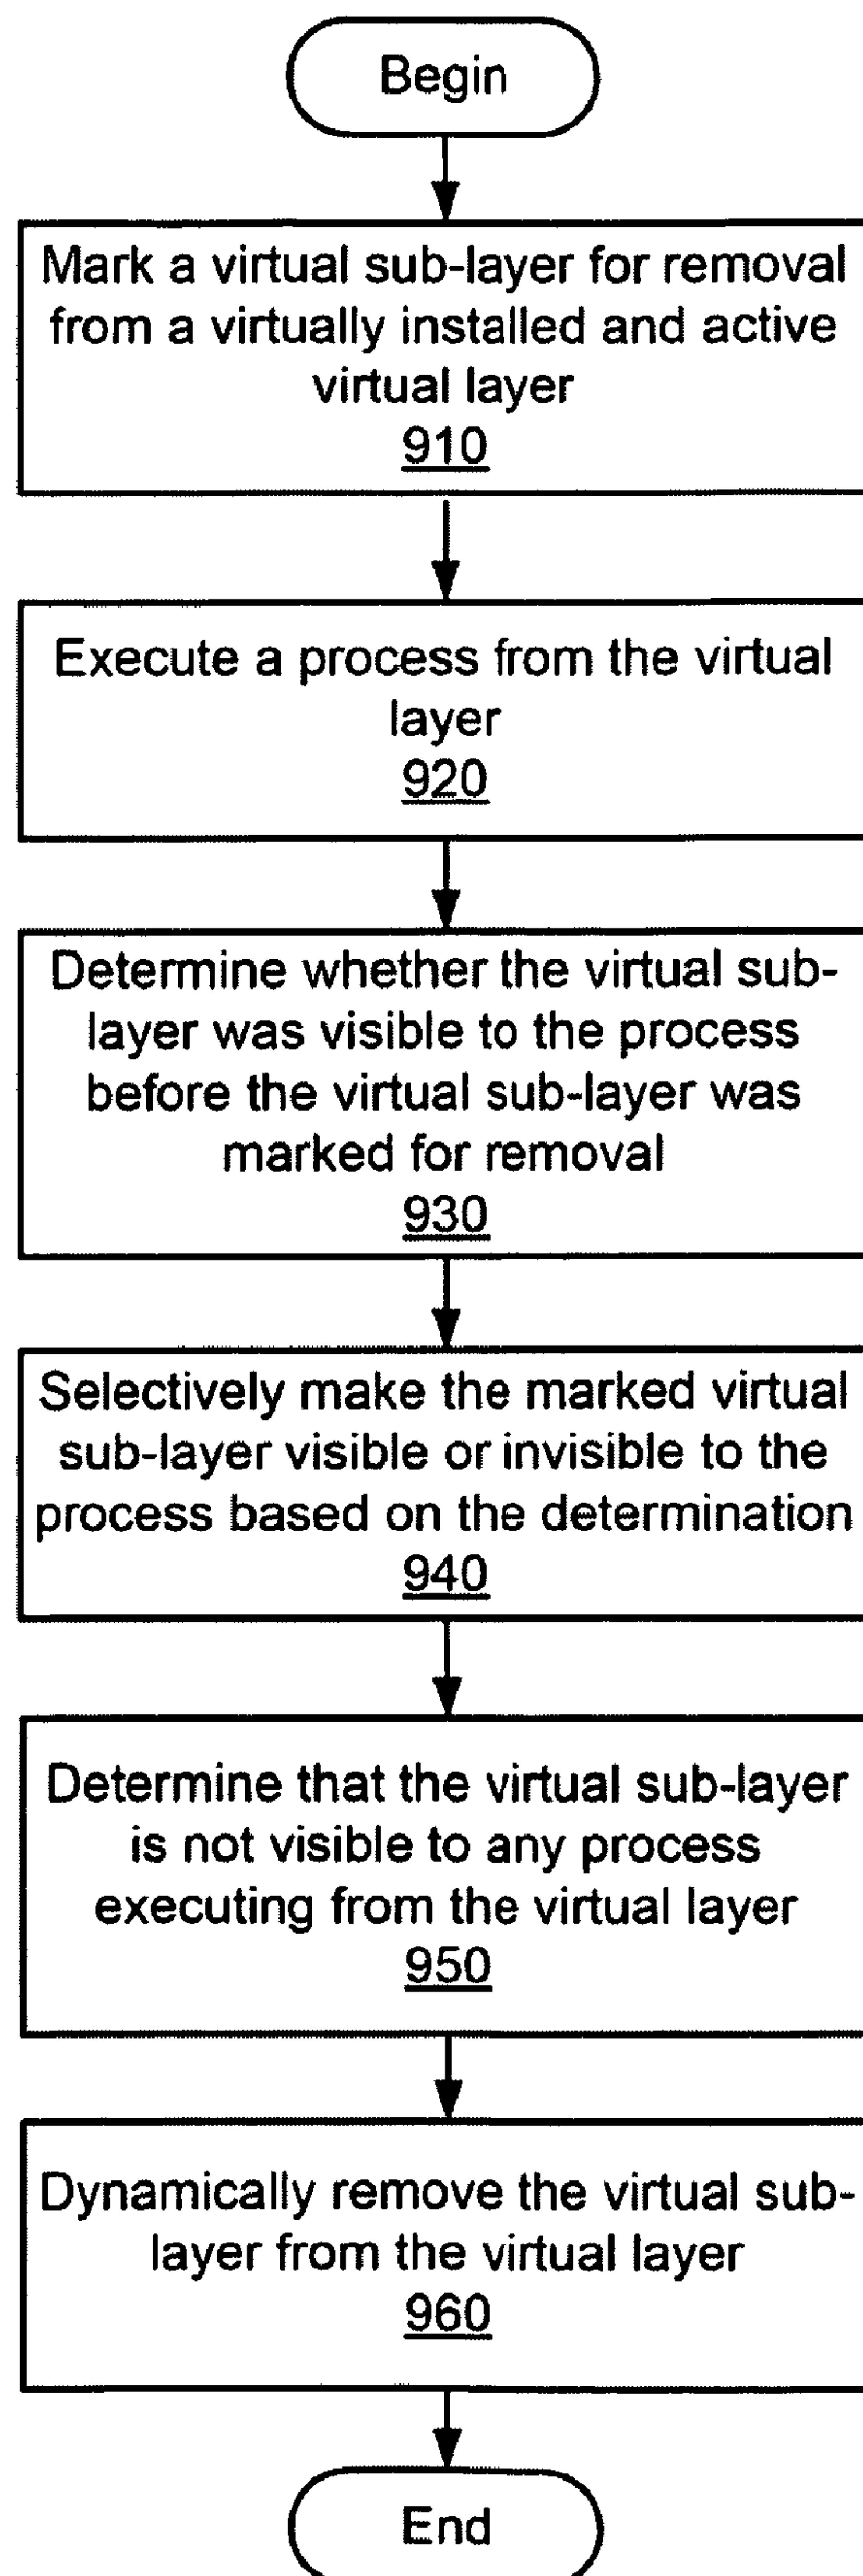 Begin
Mark a virtual sub-layer for removal
from a virtually installed and active
virtual layer
910
Execute a process from the virtual
layer
920
Determine whether the virtual sub-
layer was visible to the process
before the virtual sub-layer was
marked for removal
930
Selectively make the marked virtual
sub-layer visible or invisible to the
process based on the determination
940
Determine that the virtual sub-layer
is not visible to any process
executing from the virtual layer
950
Dynamically remove the virtual sub-
layer from the virtual layer
960
End